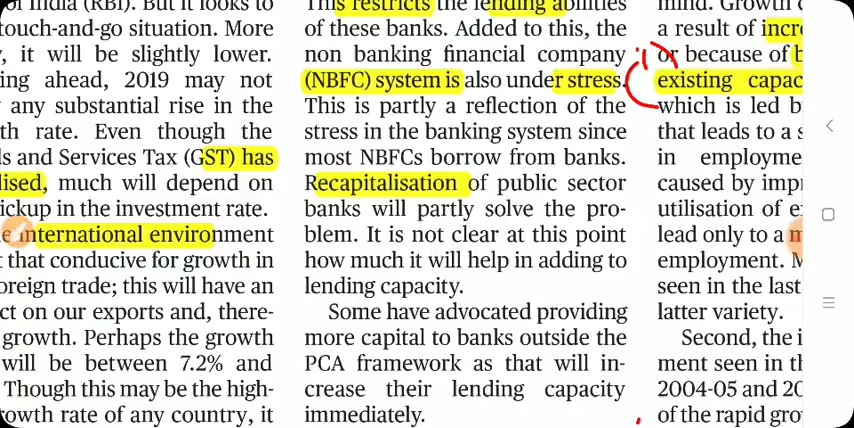 of India (RBI). But it looks to
touch-and-go situation. More
, it will be slightly lower.
ing ahead, 2019 may not
any substantial rise in the
th rate. Even though the
ls and Services Tax (GST) has
lised, much will depend on
ickup in the investment rate.
e international environment
t that conducive for growth in
oreign trade; this will have an
ct on our exports and, there-
growth. Perhaps the growth
will be between 7.2% and
Though this may be the high-
rowth rate of any country, it
This restricts the lending abilities
of these banks. Added to this, the
non banking financial company
(NBFC) system is also under stress.
This is partly a reflection of the
stress in the banking system since
most NBFCs borrow from banks.
Recapitalisation of public sector
banks will partly solve the pro-
blem. It is not clear at this point
how much it will help in adding to
lending capacity.
Some have advocated providing
more capital to banks outside the
PCA framework as that will in-
crease their lending capacity
immediately.
mind. Growth
a result of incre
or because of b
existing capac
which is led b
that leads to a s
in employme
caused by imp
utilisation of e
lead only to a m
employment. M
seen in the last
latter variety.
Second, the i
ment seen in th
2004-05 and 20
of the rapid gro